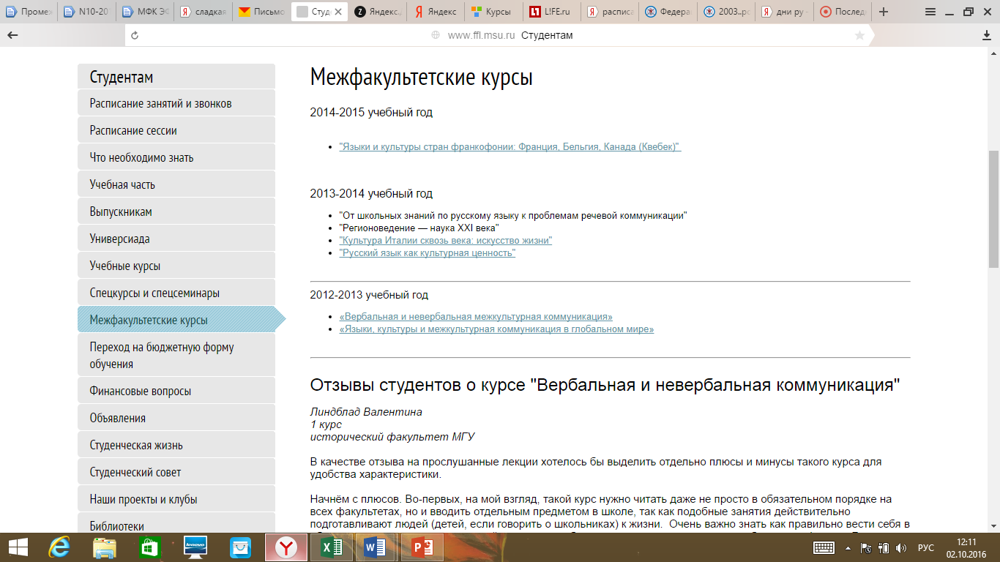 Промеж
N10-20
МФК ЭФ
сладкая
Письмо
Студ
Яндекс.Д
Яндекс
Курсы
L!FE.ru
расписа
Федера
2003..рс
дни ру -
Последн
www.ffl.msu.ru Студентам
Студентам
Расписание занятий и звонков
Расписание сессии
Что необходимо знать
Учебная часть
Выпускникам
Универсиада
Учебные курсы
Спецкурсы и спецсеминары
Межфакультетские курсы
Переход на бюджетную форму
обучения
Финансовые вопросы
Объявления
Студенческая жизнь
Студенческий совет
Наши проекты и клубы
Библиотеки
Межфакультетские курсы
2014-2015 учебный год
"Языки и культуры стран франкофонии: Франция, Бельгия, Канада (Квебек)"
2013-2014 учебный год
"От школьных знаний по русскому языку к проблемам речевой коммуникации"
"Регионоведение — наука XXI века"
"Культура Италии сквозь века: искусство жизни"
"Русский язык как культурная ценность"
2012-2013 учебный год
«Вербальная и невербальная межкультурная коммуникация»
«Языки, культуры и межкультурная коммуникация в глобальном мире»
Отзывы студентов о курсе "Вербальная и невербальная коммуникация"
Линдблад Валентина
1 курс
исторический факультет МГУ
В качестве отзыва на прослушанные лекции хотелось бы выделить отдельно плюсы и минусы такого курса для
удобства характеристики.
Начнём с плюсов. Во-первых, на мой взгляд, такой курс нужно читать даже не просто в обязательном порядке на
всех факультетах, но и вводить отдельным предметом в школе, так как подобные занятия действительно
подготавливают людей (детей, если говорить о школьниках) к жизни. Очень важно знать как правильно вести себя в
lenovo
РУС
12:11
02.10.2016